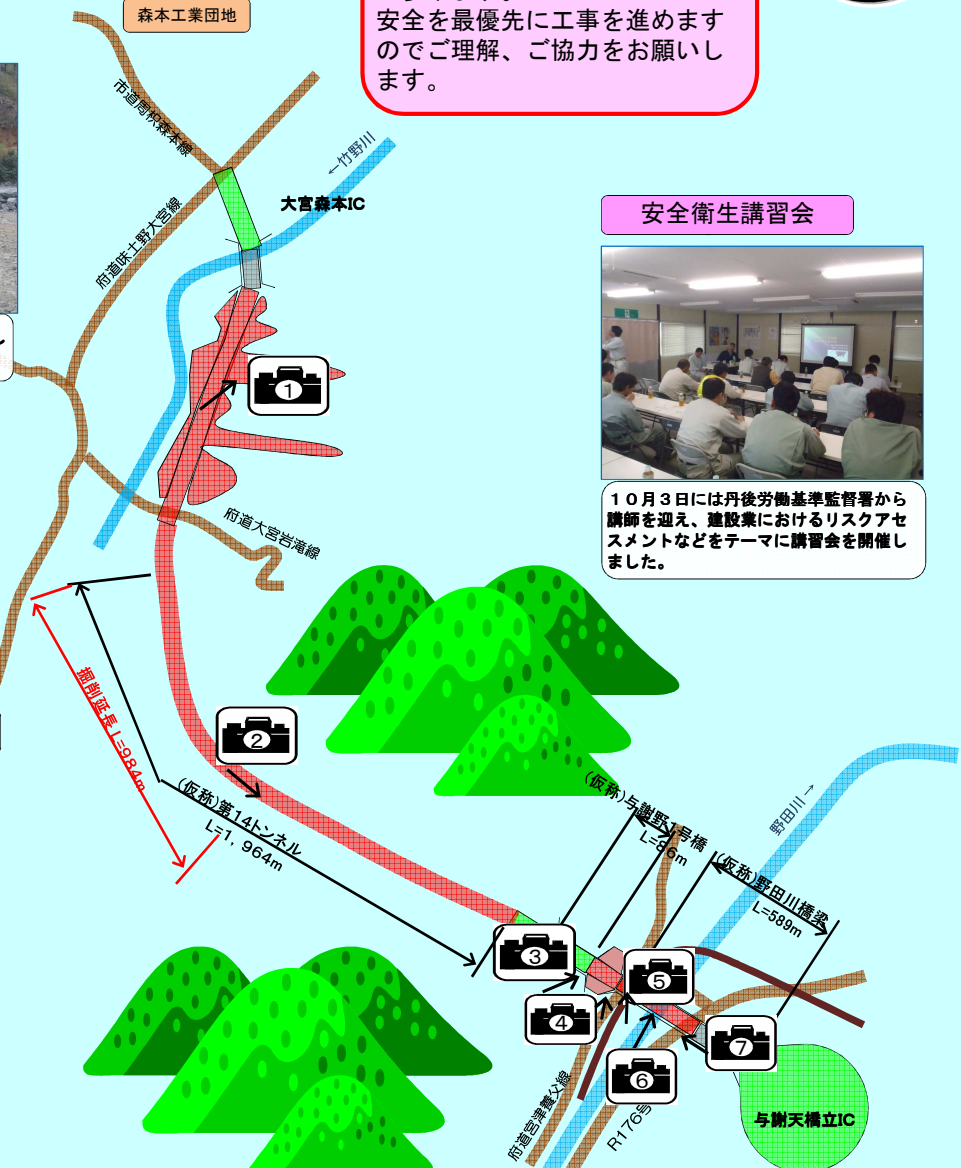 森本工業団地
安全を最優先に工事を進めます
のでご理解、ご協力をお願いし
ます。
市道周枳森本線
←竹野川
大宮森本IC
府道味土野大宮線
安全衛生講習会
①
１０月３日には丹後労働基準監督署から
講師を迎え、建設業におけるリスクアセ
スメントなどをテーマに講習会を開催し
ました。
府道大宮岩滝線
掘削延長L=984m
②
(仮称)第14トンネル
L=1, 964m
(仮称)与謝野1号橋
L=86m
野田川→
(仮称)野田川橋梁
L=589m
③
④
⑤
⑥
⑦
府道宮津養父線
R176号
与謝天橋立IC